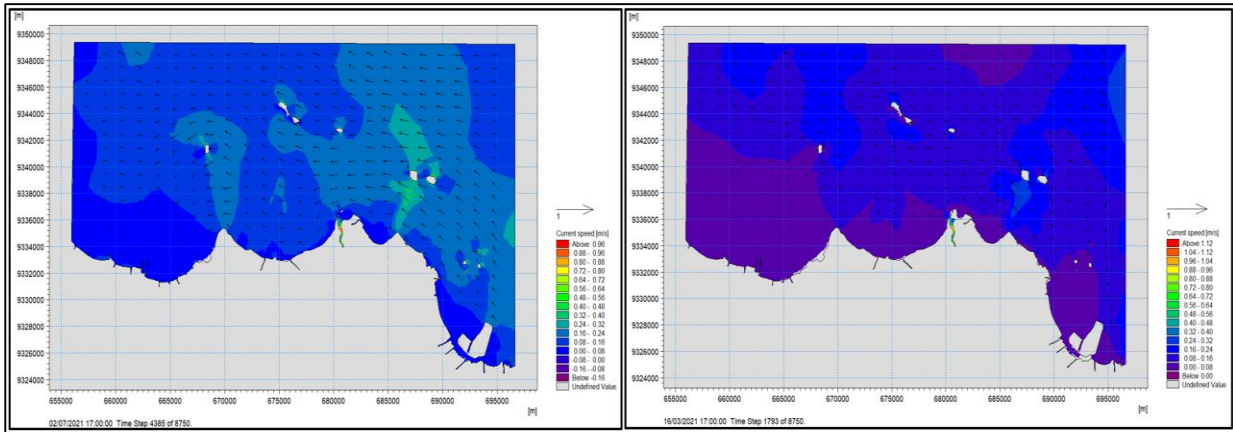 [m]
9350000
9348000
9346000
9344000
9342000
9340000
9338000
9336000
9334000
9332000
9330000
9328000
9326000
9324000
655000 660000 665000 670000 675000 680000 685000 690000 695000
[m]
02/07/2021 17:00:00 Time Step 4385 of 8750.
1
Current speed [m/s]
Above 0.96
0.88 - 0.96
0.80 - 0.88
0.72 - 0.80
0.64 - 0.72
0.56 - 0.64
0.48 - 0.56
0.40 - 0.48
0.32 - 0.40
0.24 - 0.32
0.16 - 0.24
0.08 - 0.16
0.00 - 0.08
-0.08 - 0.00
-0.16 - -0.08
Below -0.16
Undefined Value
[m]
9350000
9348000
9346000
9344000
9342000
9340000
9338000
9336000
9334000
9332000
9330000
9328000
9326000
9324000
655000 660000 665000 670000 675000 680000 685000 690000 695000
[m]
16/03/2021 17:00:00 Time Step 1793 of 8750.
1
Current speed [m/s]
Above 1.12
1.04 - 1.12
0.96 - 1.04
0.88 - 0.96
0.80 - 0.88
0.72 - 0.80
0.64 - 0.72
0.56 - 0.64
0.48 - 0.56
0.40 - 0.48
0.32 - 0.40
0.24 - 0.32
0.16 - 0.24
0.08 - 0.16
0.00 - 0.08
Below 0.00
Undefined Value